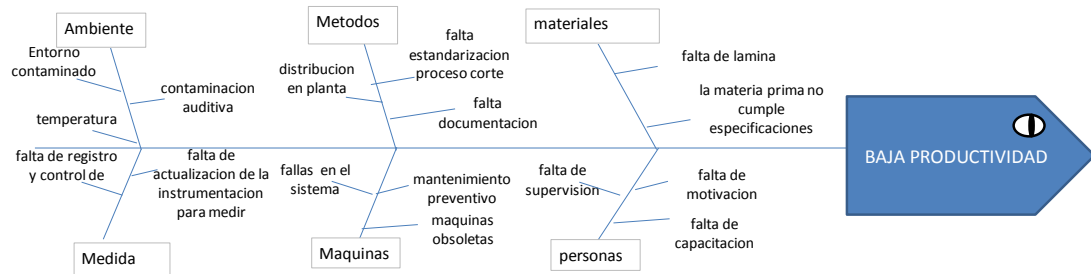 Ambiente
Entorno
contaminado
contaminacion
auditiva
temperatura
Metodos
falta
estandarizacion
proceso corte
distribucion
en planta
falta
documentacion
materiales
falta de lamina
la materia prima no
cumple
especificaciones
BAJA PRODUCTIVIDAD
falta de registro
y control de
falta de
actualizacion de la
instrumentacion
para medir
Medida
fallas en el
sistema
mantenimiento
preventivo
maquinas
obsoletas
Maquinas
falta de
supervision
falta de
motivacion
falta de
capacitacion
personas